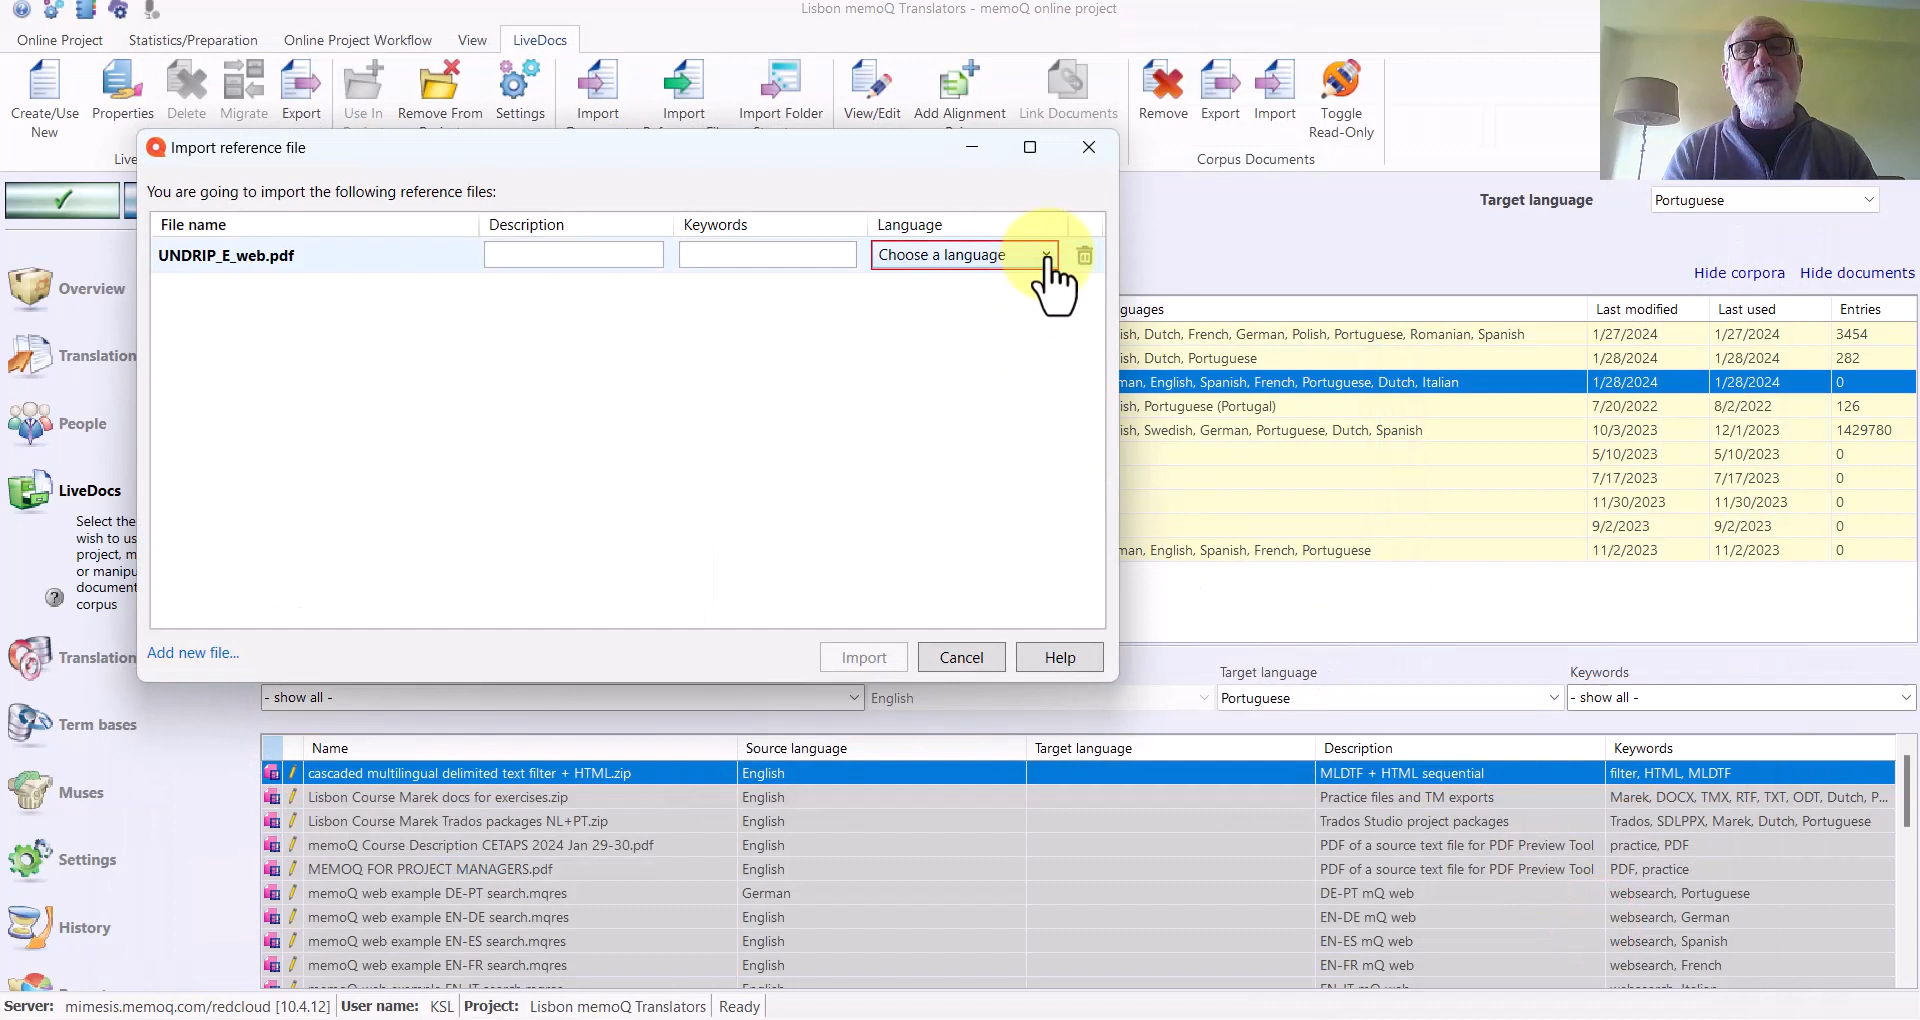 Lisbon memoQ Translators - memoQ online project
Online Project Statistics/Preparation Online Project Workflow View LiveDocs
Create/Use New Properties Delete Migrate Export Use In Remove From Settings Import Import Import Folder View/Edit Add Alignment Link Documents Remove Export Import Toggle Read-Only
Corpus Documents
Import reference file
You are going to import the following reference files:
File name Description Keywords Language
UNDRIP_E_web.pdf Choose a language
Add new file...
Import Cancel Help
Target language Portuguese
Hide corpora Hide documents
Last modified Last used Entries
Dutch, French, German, Polish, Portuguese, Romanian, Spanish 1/27/2024 1/27/2024 3454
Dutch, Portuguese 1/28/2024 1/28/2024 282
English, Spanish, French, Portuguese, Dutch, Italian 1/28/2024 1/28/2024 0
Portuguese (Portugal) 7/20/2022 8/2/2022 126
Swedish, German, Portuguese, Dutch, Spanish 10/3/2023 12/1/2023 1429780
5/10/2023 5/10/2023 0
7/17/2023 7/17/2023 0
11/30/2023 11/30/2023 0
9/2/2023 9/2/2023 0
English, Spanish, French, Portuguese 11/2/2023 11/2/2023 0
Overview
Translation
People
LiveDocs
Select the
wish to us
project, m
or manipu
document
corpus
Translation
Term bases
Muses
Settings
History
Target language Keywords
- show all - English Portuguese - show all -
Name Source language Target language Description Keywords
cascaded multilingual delimited text filter + HTML.zip English MLDTF + HTML sequential filter, HTML, MLDTF
Lisbon Course Marek docs for exercises.zip English Practice files and TM exports Marek, DOCX, TMX, RTF, TXT, ODT, Dutch, P...
Lisbon Course Marek Trados packages NL+PT.zip English Trados Studio project packages Trados, SDLPPX, Marek, Dutch, Portuguese
memoQ Course Description CETAPS 2024 Jan 29-30.pdf English PDF of a source text file for PDF Preview Tool practice, PDF
MEMOQ FOR PROJECT MANAGERS.pdf English PDF of a source text file for PDF Preview Tool PDF, practice
memoQ web example DE-PT search.mqres German DE-PT mQ web websearch, Portuguese
memoQ web example EN-DE search.mqres English EN-DE mQ web websearch, German
memoQ web example EN-ES search.mqres English EN-ES mQ web websearch, Spanish
memoQ web example EN-FR search.mqres English EN-FR mQ web websearch, French
Server: mimesis.memoq.com/redcloud [10.4.12] User name: KSL Project: Lisbon memoQ Translators Ready